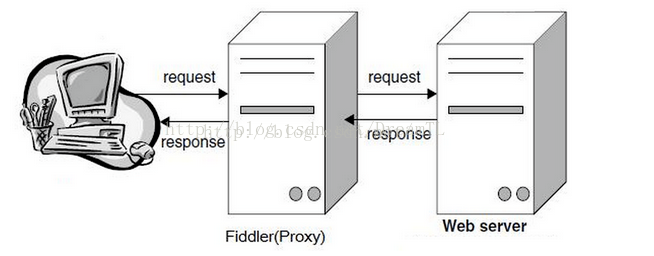 request
request
response
response
Fiddler(Proxy)
Web server